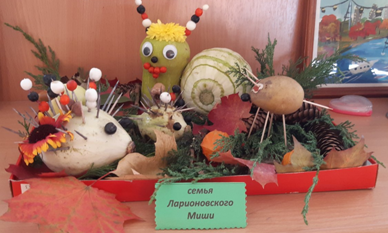 семья
Ларионовского
Миши